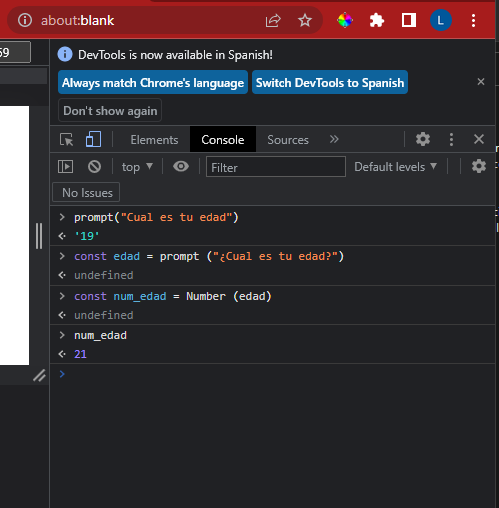 about:blank
L
59
DevTools is now available in Spanish!
Always match Chrome's language Switch DevTools to Spanish
Don't show again
Elements Console Sources »
top ▼ Filter Default levels ▼
No Issues
> prompt("Cual es tu edad")
<· '19'
> const edad = prompt ("¿Cual es tu edad?")
<· undefined
> const num_edad = Number (edad)
<· undefined
> num_edad
<· 21
>